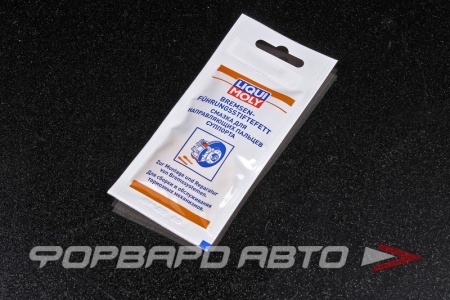 LIQUI
MOLY
BREMSEN-
FÜHRUNGSSTIFTEFETT
СМАЗКА ДЛЯ
НАПРАВЛЯЮЩИХ ПАЛЬЦЕВ
СУППОРТА
Zur Montage und Reparatur
von Bremssystemen.
Для сборки и обслуживания
тормозных механизмов.
ФОРВАРД АВТО